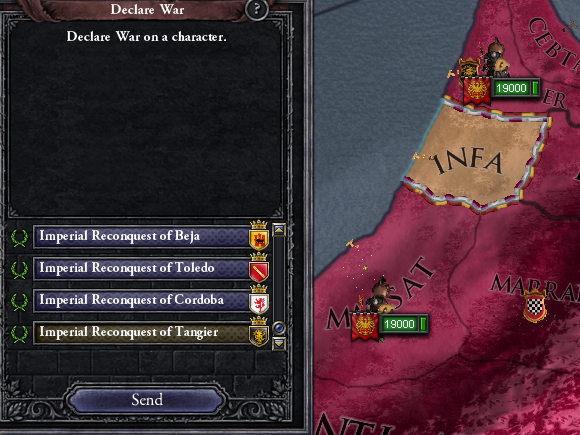 Declare War
?
Declare War on a character.
Imperial Reconquest of Beja
Imperial Reconquest of Toledo
Imperial Reconquest of Cordoba
Imperial Reconquest of Tangier
Send
19000
INFA
19000